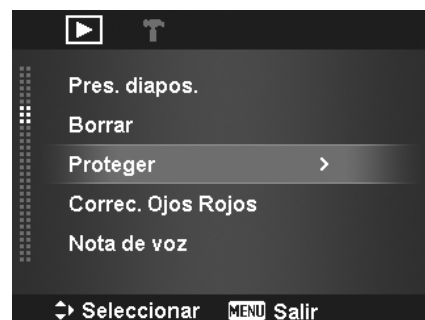 Pres. diapos.
Borrar
Proteger
Correc. Ojos Rojos
Nota de voz
Seleccionar MENU Salir